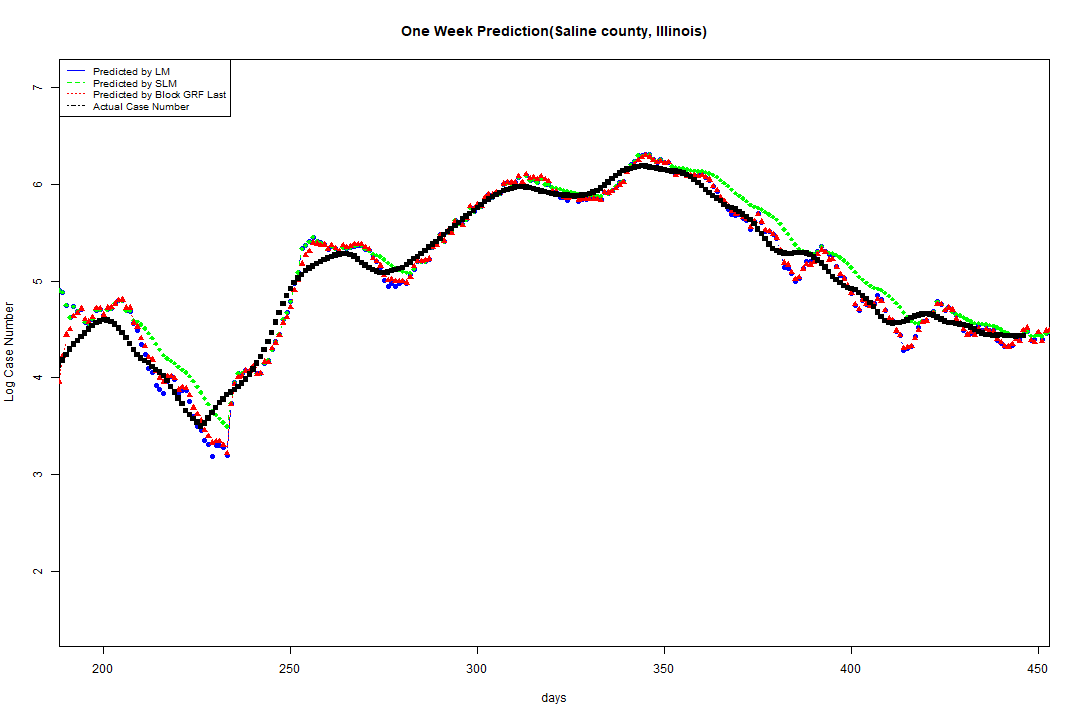 One Week Prediction(Saline county, Illinois)
Predicted by LM
Predicted by SLM
Predicted by Block GRF Last
Actual Case Number
7
6
5
4
3
2
Log Case Number
200 250 300 350 400 450
days